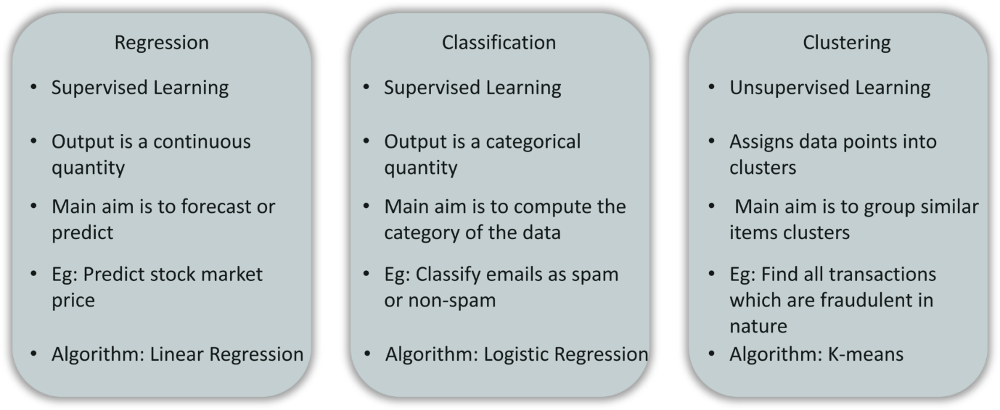 Regression
• Supervised Learning
• Output is a continuous
quantity
• Main aim is to forecast or
predict
• Eg: Predict stock market
price
• Algorithm: Linear Regression
Classification
• Supervised Learning
• Output is a categorical
quantity
• Main aim is to compute the
category of the data
• Eg: Classify emails as spam
or non-spam
• Algorithm: Logistic Regression
Clustering
• Unsupervised Learning
• Assigns data points into
clusters
• Main aim is to group similar
items clusters
• Eg: Find all transactions
which are fraudulent in
nature
• Algorithm: K-means